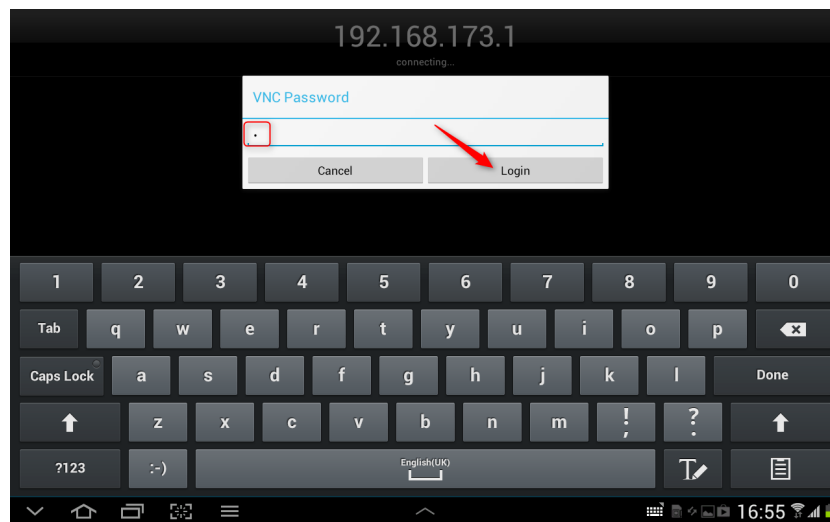 192.168.173.1
connecting...
VNC Password
Cancel Login
1 2 3 4 5 6 7 8 9 0
Tab q w e r t y u i o p
Caps Lock a s d f g h j k l Done
z x c v b n m ! , ? .
?123 :-) English(UK) T
16:55